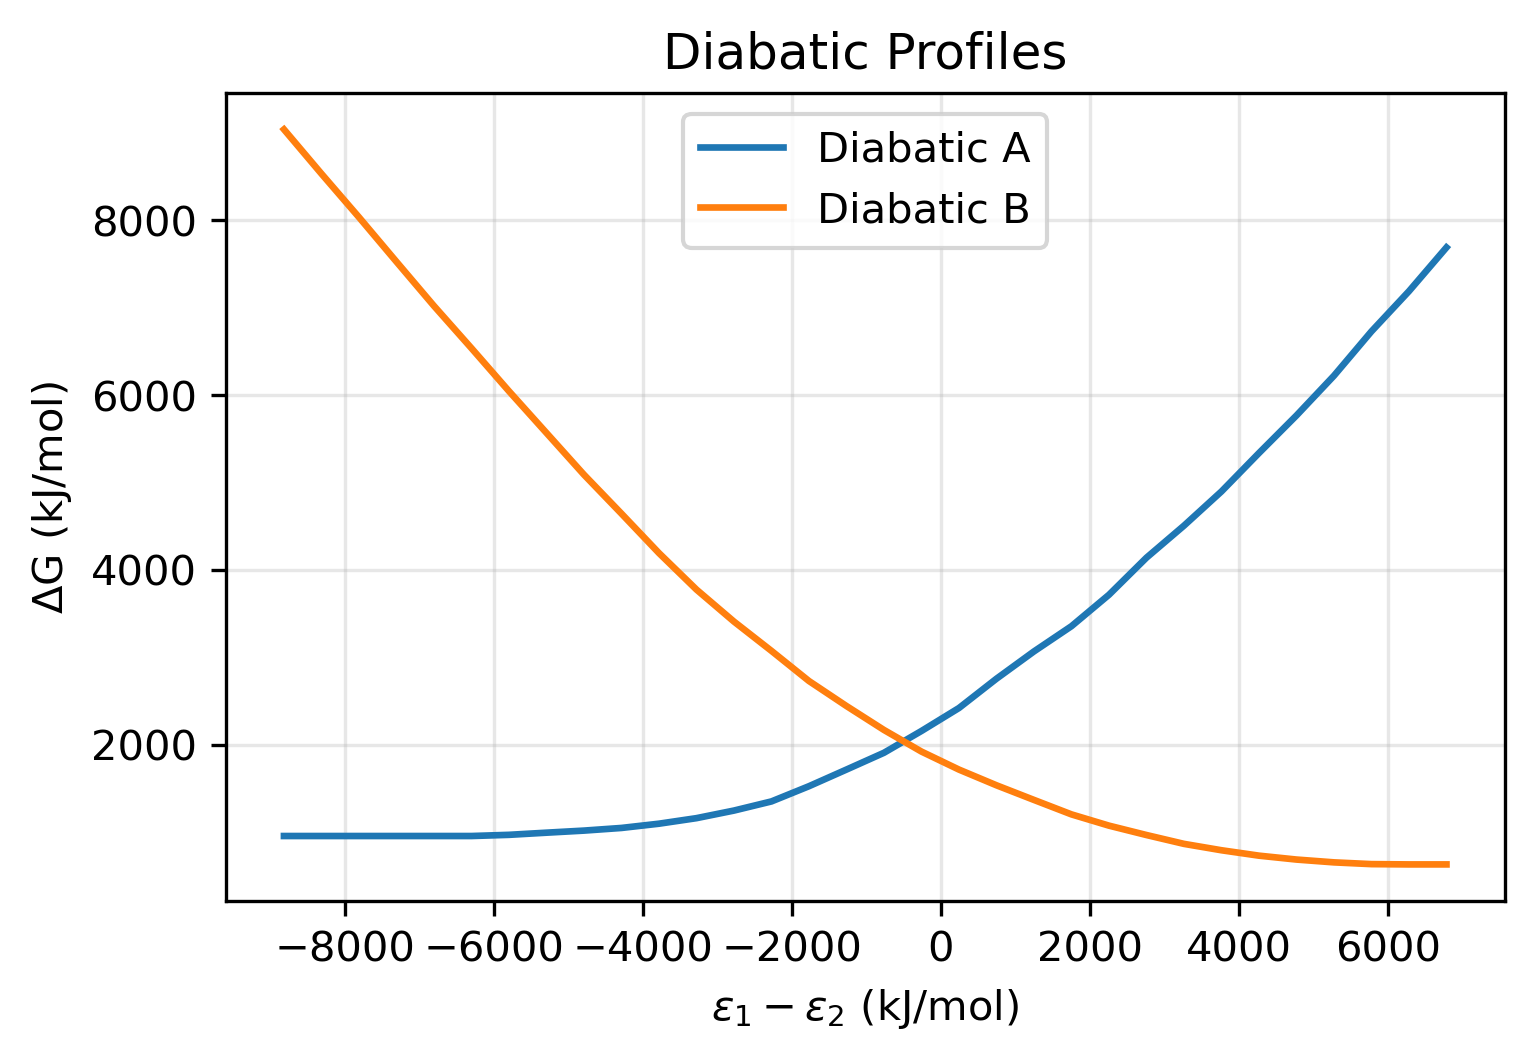 Diabatic Profiles
Diabatic A
Diabatic B
ΔG (kJ/mol)
8000
6000
4000
2000
−8000 −6000 −4000 −2000 0 2000 4000 6000
ε₁ − ε₂ (kJ/mol)